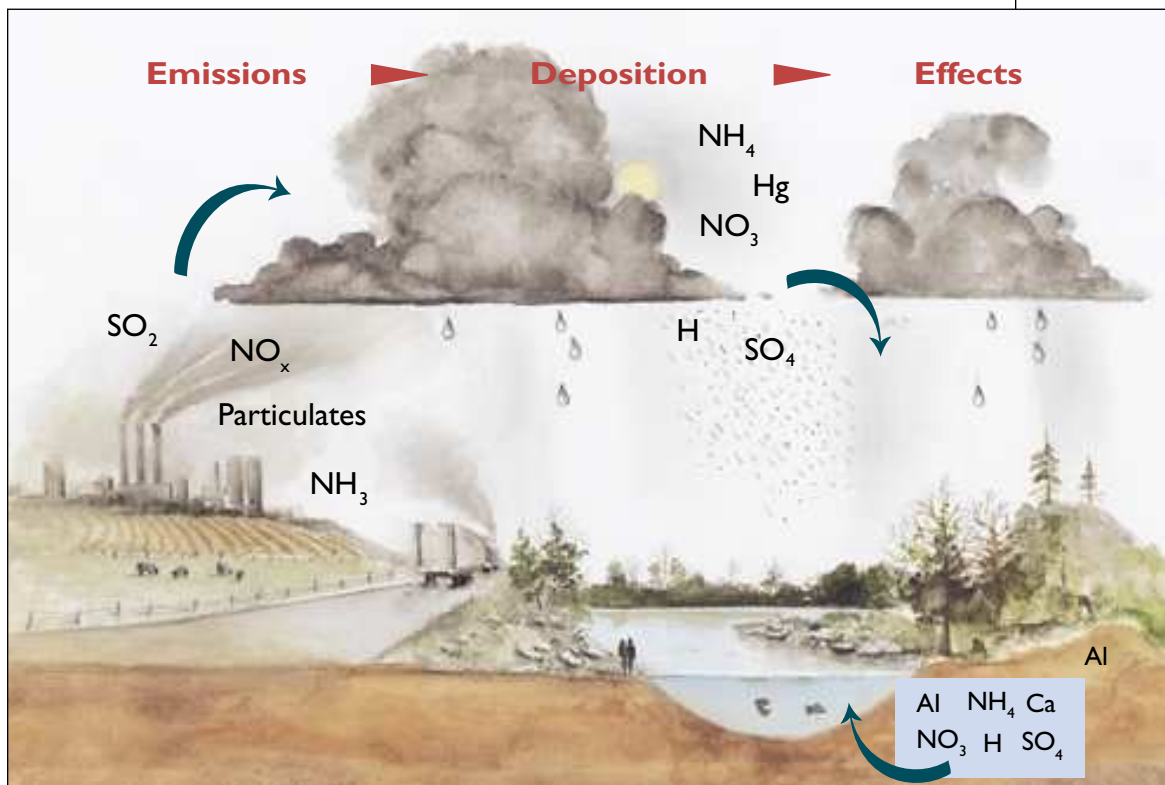 Emissions Deposition Effects
NH₄
Hg
NO₃
SO₂
NOₓ
H
SO₄
Particulates
NH₃
Al
Al NH₄ Ca
NO₃ H SO₄